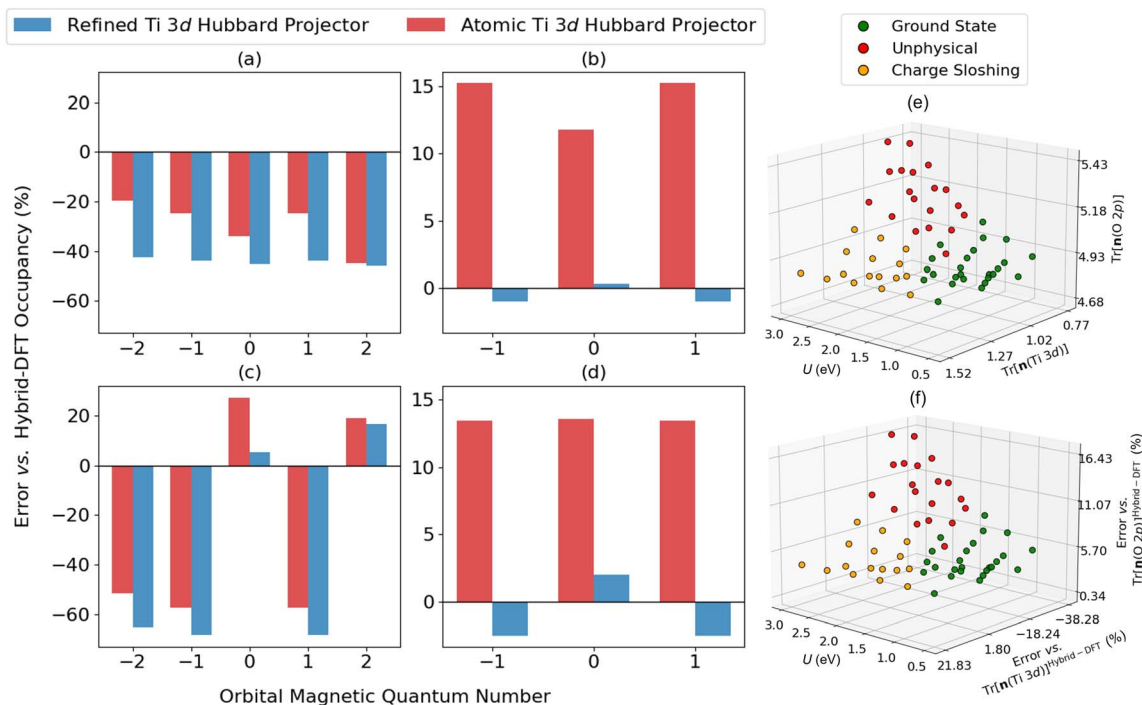 Refined Ti 3d Hubbard Projector
Atomic Ti 3d Hubbard Projector
Error vs. Hybrid-DFT Occupancy (%)
(a)
20
0
−20
−40
−60
−2 −1 0 1 2
(b)
15
10
5
0
−1 0 1
(c)
20
0
−20
−40
−60
−2 −1 0 1 2
(d)
15
10
5
0
−1 0 1
Orbital Magnetic Quantum Number
Ground State
Unphysical
Charge Sloshing
(e)
5.43
5.18
4.93
4.68
Tr[n(O 2p)]
3.0 2.5 2.0 1.5 1.0 0.5
U (eV)
1.52 1.27 1.02 0.77
Tr[n(Ti 3d)]
(f)
16.43
11.07
5.70
0.34
Error vs.
Tr[n(O 2p)]Hybrid−DFT (%)
3.0 2.5 2.0 1.5 1.0 0.5
U (eV)
21.83 1.80 −18.24 −38.28
Error vs.
Tr[n(Ti 3d)]Hybrid−DFT (%)